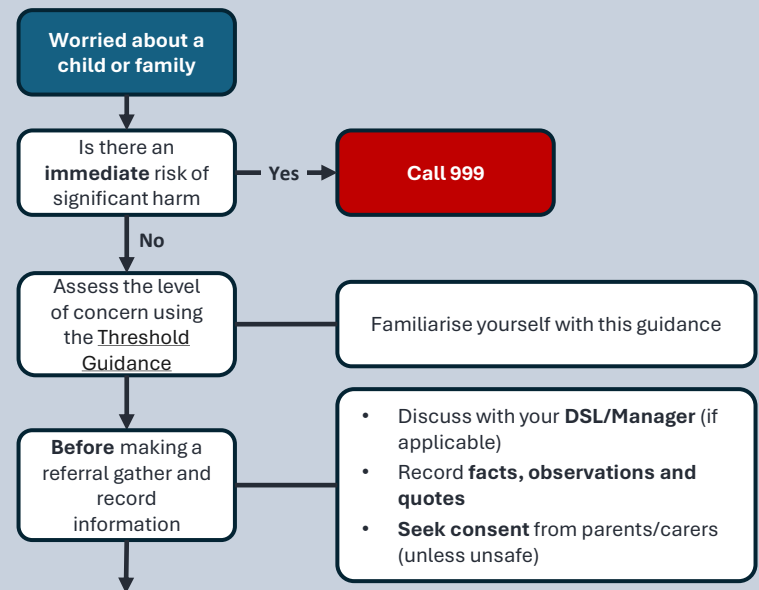 Worried about a
child or family
Is there an
immediate risk of
significant harm
Yes
Call 999
No
Assess the level
of concern using
the Threshold
Guidance
Familiarise yourself with this guidance
Before making a
referral gather and
record
information
• Discuss with your DSL/Manager (if
applicable)
• Record facts, observations and
quotes
• Seek consent from parents/carers
(unless unsafe)